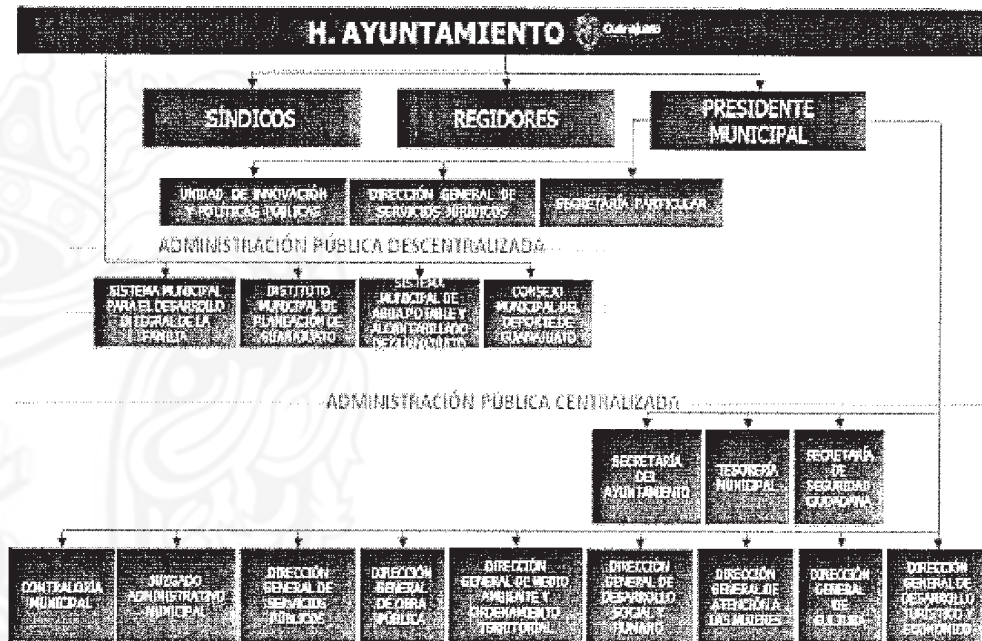 H. AYUNTAMIENTO Guanajuato
SÍNDICOS
REGIDORES
PRESIDENTE
MUNICIPAL
UNIDAD DE INNOVACIÓN
Y POLÍTICAS PÚBLICAS
DIRECCIÓN GENERAL DE
SERVICIOS JURÍDICOS
SECRETARÍA PARTICULAR
ADMINISTRACIÓN PÚBLICA DESCENTRALIZADA
SISTEMA MUNICIPAL
PARA EL DESARROLLO
INTEGRAL DE LA
FAMILIA
INSTITUTO
MUNICIPAL DE
PLANEACIÓN DE
GUANAJUATO
SISTEMA
MUNICIPAL DE
AGUA POTABLE Y
ALCANTARILLADO
DE GUANAJUATO
CONSEJO
MUNICIPAL DEL
DEPORTE DE
GUANAJUATO
ADMINISTRACIÓN PÚBLICA CENTRALIZADA
SECRETARÍA
DEL
AYUNTAMIENTO
TESORERÍA
MUNICIPAL
SECRETARÍA
DE
SEGURIDAD
CIUDADANA
CONTRALORÍA
MUNICIPAL
JUZGADO
ADMINISTRATIVO
MUNICIPAL
DIRECCIÓN
GENERAL DE
SERVICIOS
PÚBLICOS
DIRECCIÓN
GENERAL
DE OBRA
PÚBLICA
DIRECCIÓN
GENERAL DE MEDIO
AMBIENTE Y
ORDENAMIENTO
TERRITORIAL
DIRECCIÓN
GENERAL DE
DESARROLLO
SOCIAL Y
HUMANO
DIRECCIÓN
GENERAL DE
ATENCIÓN A
LAS MUJERES
DIRECCIÓN
GENERAL
DE
CULTURA
DIRECCIÓN
GENERAL DE
DESARROLLO
TURÍSTICO Y
ECONÓMICO